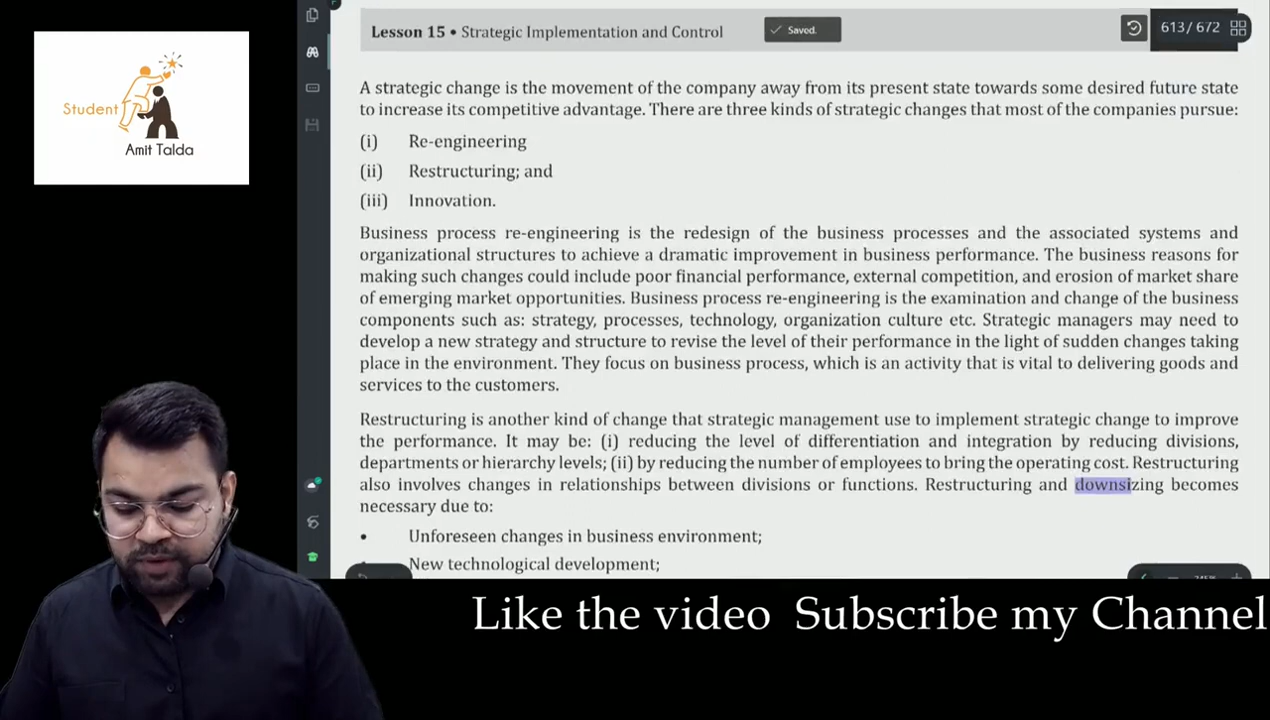 Lesson 15 • Strategic Implementation and Control
Saved.
613/ 672
Student
Amit Talda
A strategic change is the movement of the company away from its present state towards some desired future state
to increase its competitive advantage. There are three kinds of strategic changes that most of the companies pursue:
(i) Re-engineering
(ii) Restructuring; and
(iii) Innovation.
Business process re-engineering is the redesign of the business processes and the associated systems and
organizational structures to achieve a dramatic improvement in business performance. The business reasons for
making such changes could include poor financial performance, external competition, and erosion of market share
of emerging market opportunities. Business process re-engineering is the examination and change of the business
components such as: strategy, processes, technology, organization culture etc. Strategic managers may need to
develop a new strategy and structure to revise the level of their performance in the light of sudden changes taking
place in the environment. They focus on business process, which is an activity that is vital to delivering goods and
services to the customers.
Restructuring is another kind of change that strategic management use to implement strategic change to improve
the performance. It may be: (i) reducing the level of differentiation and integration by reducing divisions,
departments or hierarchy levels; (ii) by reducing the number of employees to bring the operating cost. Restructuring
also involves changes in relationships between divisions or functions. Restructuring and downsizing becomes
necessary due to:
• Unforeseen changes in business environment;
New technological development;
Like the video Subscribe my Channel